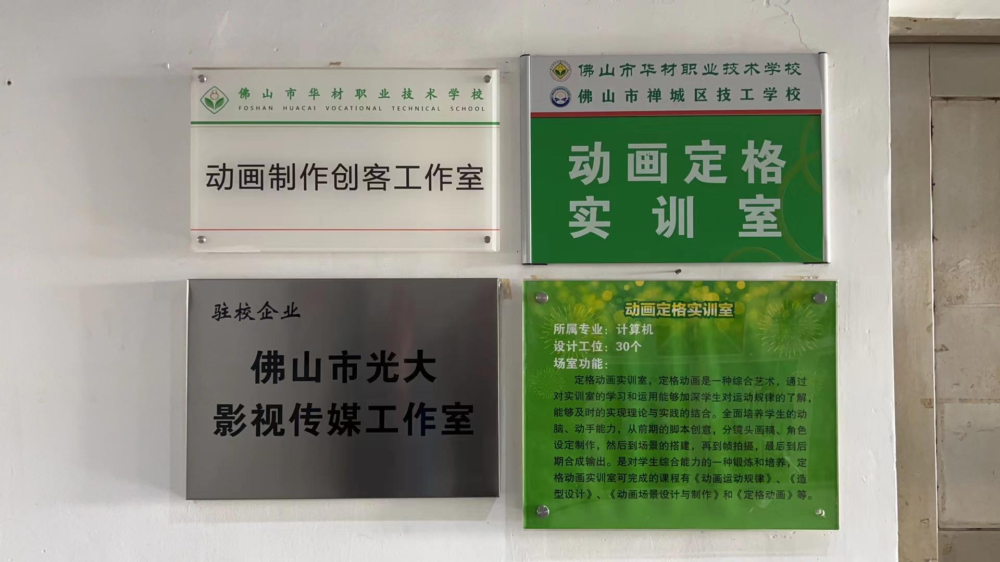 佛山市华材职业技术学校
FOSHAN HUACAI VOCATIONAL TECHNICAL SCHOOL
动画制作创客工作室
佛山市华材职业技术学校
佛山市禅城区技工学校
动画定格
实训室
驻校企业
佛山市光大
影视传媒工作室
动画定格实训室
所属专业：计算机
设计工位：30个
场室功能：
定格动画实训室，定格动画是一种综合艺术，通过
对实训室的学习和运用能够加深学生对运动规律的了解，
能够及时的实现理论与实践的结合。全面培养学生的动
脑、动手能力，从前期的脚本创意，分镜头画稿、角色
设定制作，然后到场景的搭建，再到帧拍摄，最后到后
期合成输出。是对学生综合能力的一种锻炼和培养，定
格动画实训室可完成的课程有《动画运动规律》、《造
型设计》、《动画场景设计与制作》和《定格动画》等。